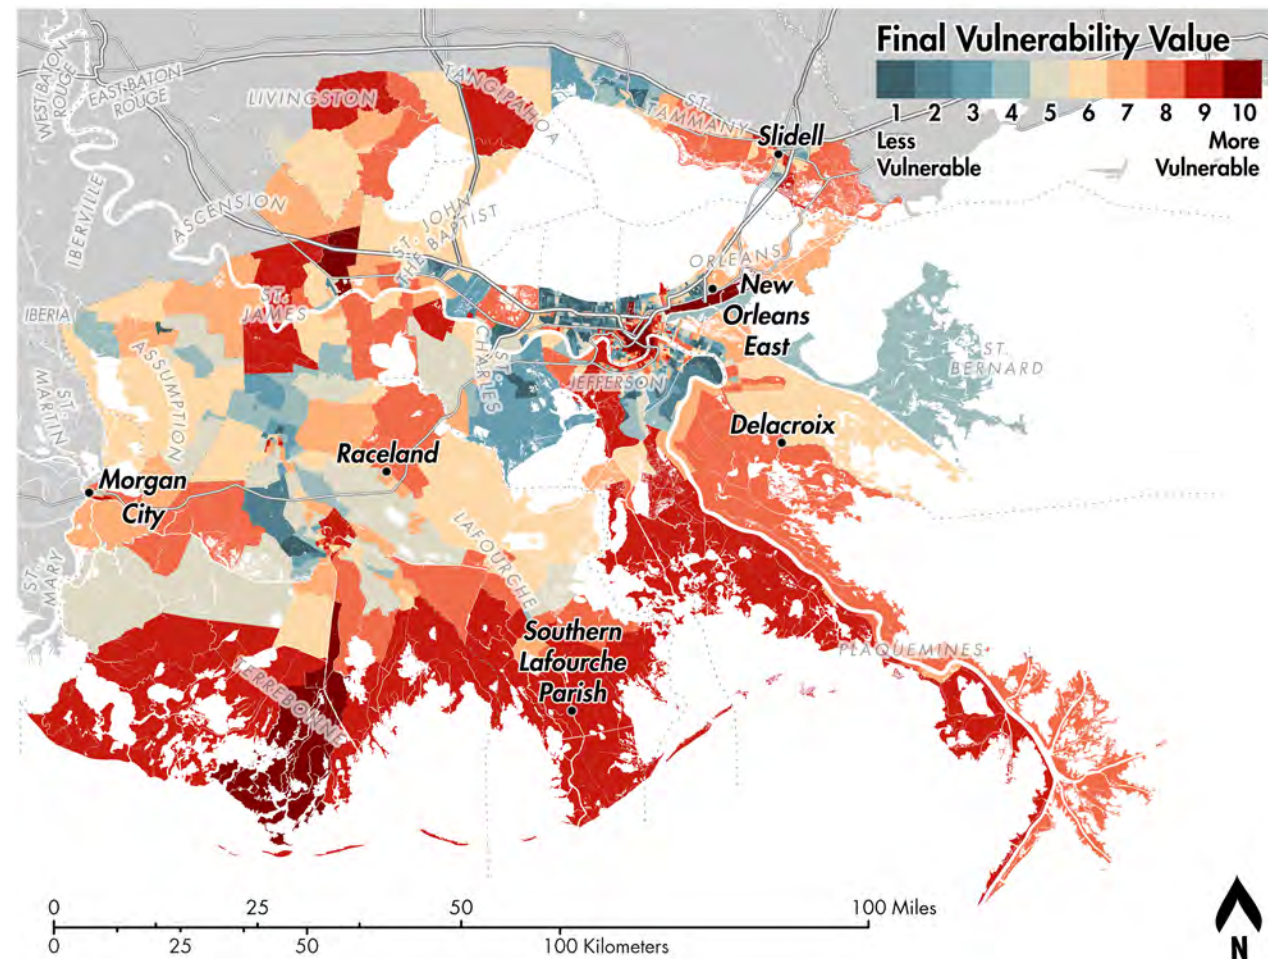 Final Vulnerability Value
1 2 3 4 5 6 7 8 9 10
Less
Vulnerable
More
Vulnerable
WEST BATON
ROUGE
EAST BATON
ROUGE
LIVINGSTON
TANGIPAHOA
ST.
TAMMANY
Slidell
IBERVILLE
ASCENSION
ST. JOHN
THE BAPTIST
ORLEANS
New
Orleans
East
IBERIA
ST.
JAMES
ASSUMPTION
ST.
CHARLES
JEFFERSON
ST.
BERNARD
ST.
MARTIN
Delacroix
Raceland
Morgan
City
LAFOURCHE
ST.
MARY
Southern
Lafourche
Parish
TERREBONNE
PLAQUEMINES
0 25 50 100 Miles
0 25 50 100 Kilometers
N